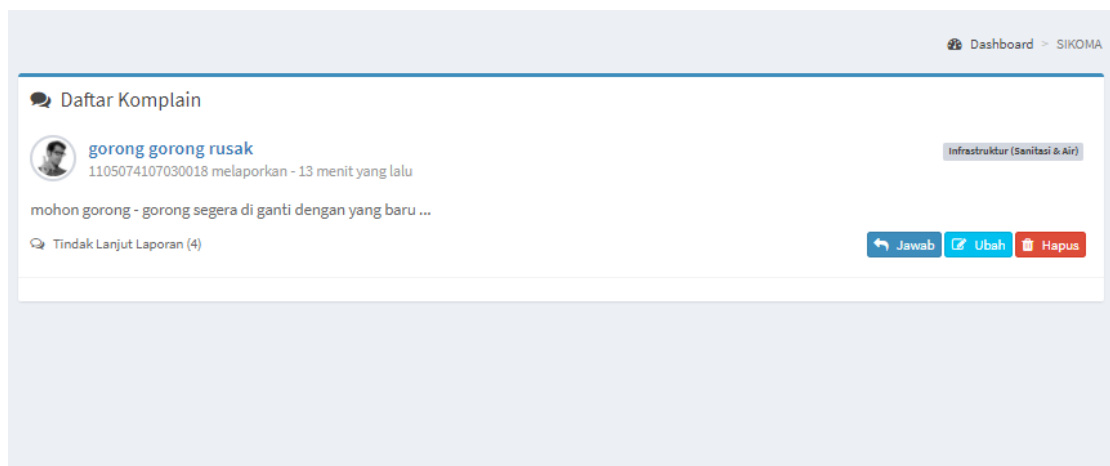 Dashboard > SIKOMA
Daftar Komplain
gorong gorong rusak
Infrastruktur (Sanitasi & Air)
1105074107030018 melaporkan - 13 menit yang lalu
mohon gorong - gorong segera di ganti dengan yang baru ...
Tindak Lanjut Laporan (4)
Jawab Ubah Hapus